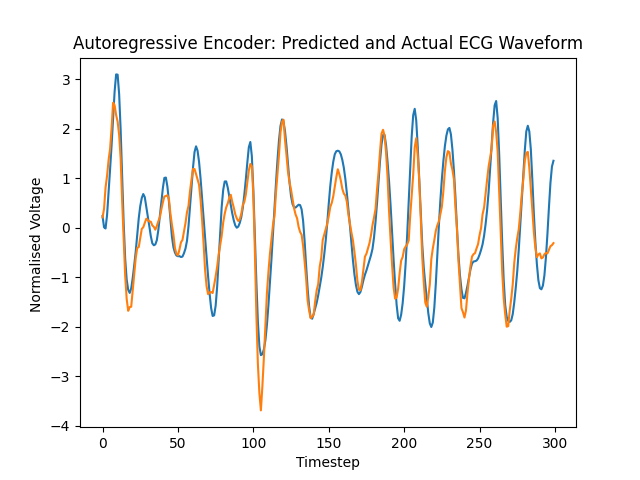 Autoregressive Encoder: Predicted and Actual ECG Waveform
3
2
1
0
−1
−2
−3
−4
Normalised Voltage
0 50 100 150 200 250 300
Timestep